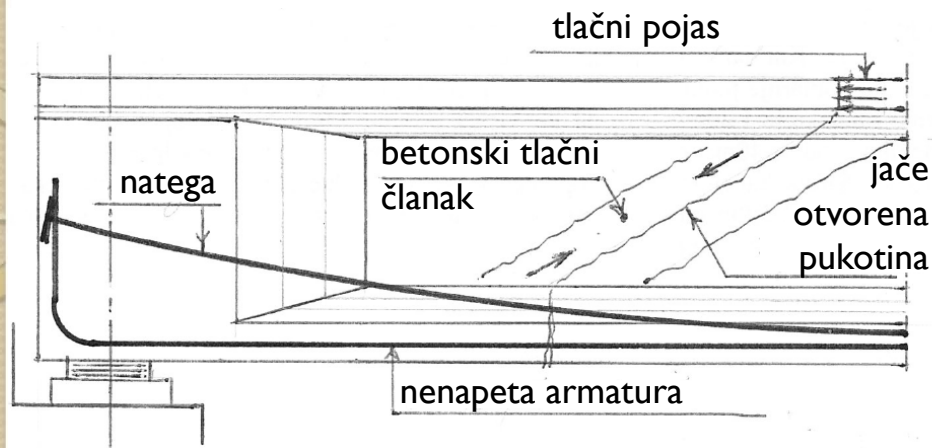 tlačni pojas
betonski tlačni
članak
natega
jače
otvorena
pukotina
nenapeta armatura